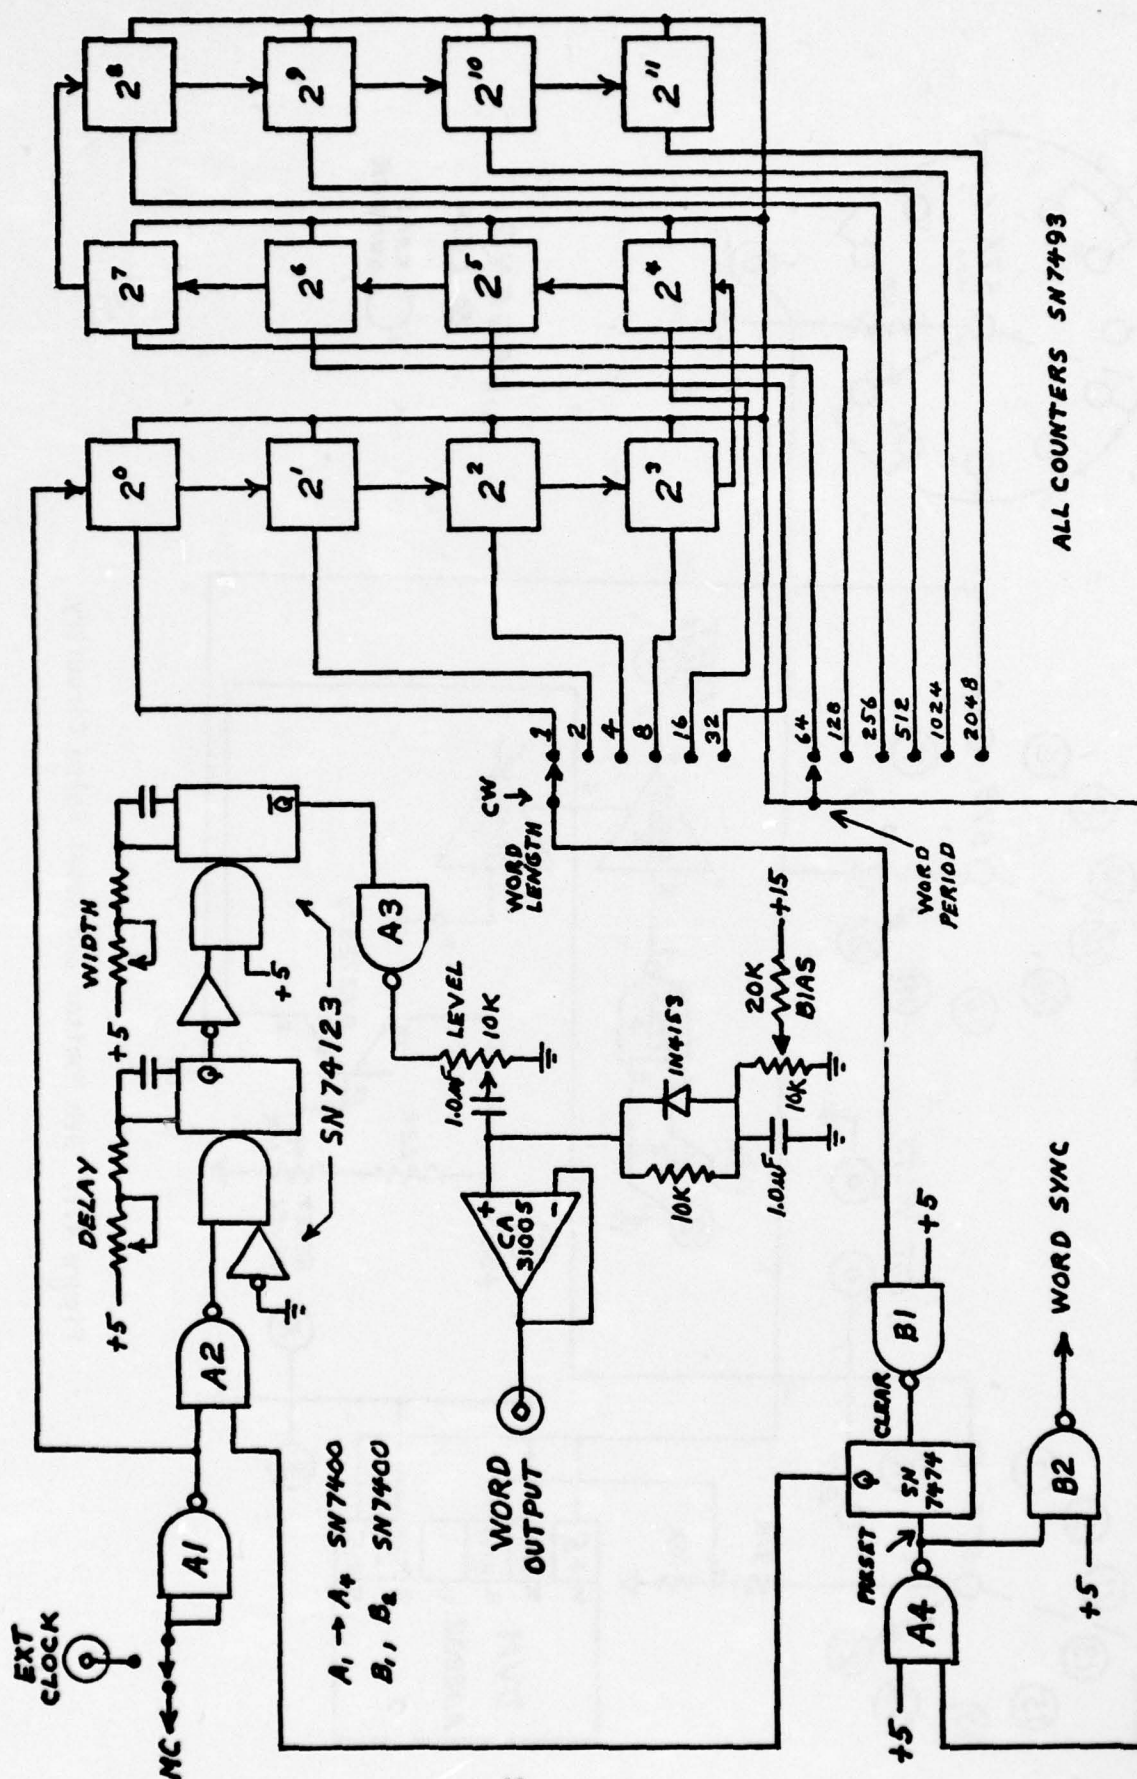 EXT
CLOCK
MC
A1
A2
+5
DELAY
Q
+5
WIDTH
+5
Q̅
SN 74123
A3
A₁ → A₄ SN7400
B₁, B₂ SN7400
LEVEL
10K
1.0µF
+
-
CA
3100S
WORD
OUTPUT
10K
1N4153
1.0µF
10K
20K
BIAS
+15
2⁰
2¹
2²
2³
2⁴
2⁵
2⁶
2⁷
2⁸
2⁹
2¹⁰
2¹¹
CW
WORD
LENGTH
1
2
4
8
16
32
64
128
256
512
1024
2048
WORD
PERIOD
ALL COUNTERS SN7493
+5
A4
PRESET
Q
SN
7474
CLEAR
B1
+5
+5
B2
WORD SYNC